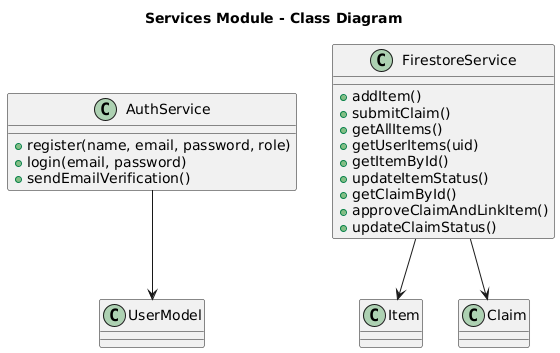 Services Module - Class Diagram
C AuthService
register(name, email, password, role)
login(email, password)
sendEmailVerification()
C FirestoreService
addItem()
submitClaim()
getAllItems()
getUserItems(uid)
getItemById()
updateItemStatus()
getClaimById()
approveClaimAndLinkItem()
updateClaimStatus()
C UserModel
C Item
C Claim